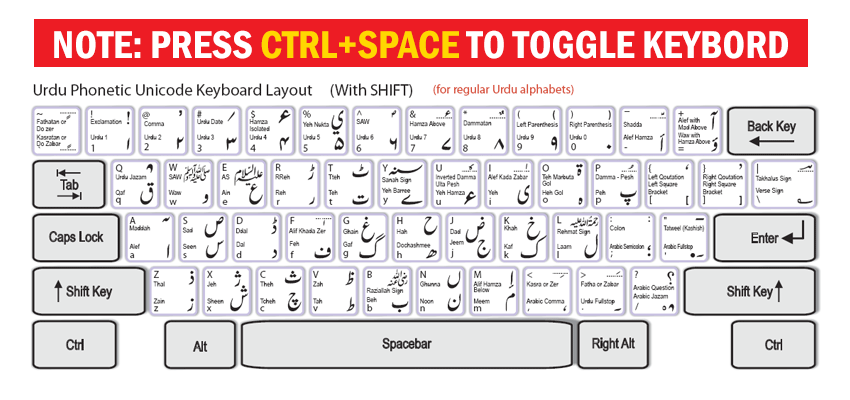 NOTE: PRESS CTRL+SPACE TO TOGGLE KEYBORD
Urdu Phonetic Unicode Keyboard Layout (With SHIFT) (for regular Urdu alphabets)
~ Fathatan or Do zer Kasratan or Do Zabar
! Exclamation ! Urdu 1 1 ۱
@ Comma Urdu 2 2 ۲
# Urdu Date Urdu 3 3 ۳
$ Hamza Isolated Urdu 4 4 ء ۴
% Yeh Nukta Urdu 5 5 ي ۵
^ SAW Urdu 6 6 ۶
& Hamza Above Urdu 7 7 ۷
* Dammatan Urdu 8 8 ۸
( Left Parenthesis Urdu 9 9 ( ۹
) Right Parenthesis Urdu 0 0 )
Shadda Alef Hamza -
+ Alef with Mad Above Waw with Hamza Above = آ ؤ
Back Key
Tab
Q Urdu Jazam Qaf q ق
W SAW Waw w ﷺ و
E AS Ain e ع
R RReh Reh r ڑ ر
T Tteh Teh t ٹ ت
Y Sanah Sign Yeh Barree y ے
U Inverted Damma Ulta Pesh Hamza u
I Alef Kada Zabar Yeh i ی
O Teh Marbuta Gol Heh Gol o ة ہ
P Damma - Pesh Peh p پ
{ Left Qoutation Left Square Bracket [
} Right Qoutation Right Square Bracket ]
| Takhalus Sign Verse Sign \
Caps Lock
A Maddah Alef a ا
S Sad Seen s ص س
D Ddal Dal d ڈ د
F Alif Khada Zer Feh f ف
G Ghain Gaf g غ گ
H Hah Dochashmee h ح ھ
J Dad Jeem j ض ج
K Khah Kaf k خ ک
L Rehmat Sign Laam l ل
: Colon Arabic Semicolon ;
" Tatweel (Kashish) Arabic Fullstop
Enter
Shift Key
Z Thal Zain z ذ ز
X Jeh Sheen x ژ ش
C Theh Tcheh c ث چ
V Zah Tah v ظ ط
B Raziallah Sign Beh b ب
N Ghunna Noon n ں ن
M Alif Hamza Below Meem m إ م
< Kasra or Zer Arabic Comma ,
> Fatha or Zabar Urdu Fullstop .
? Arabic Question Arabic Jazam / ؟
Shift Key
Ctrl
Alt
Spacebar
Right Alt
Ctrl